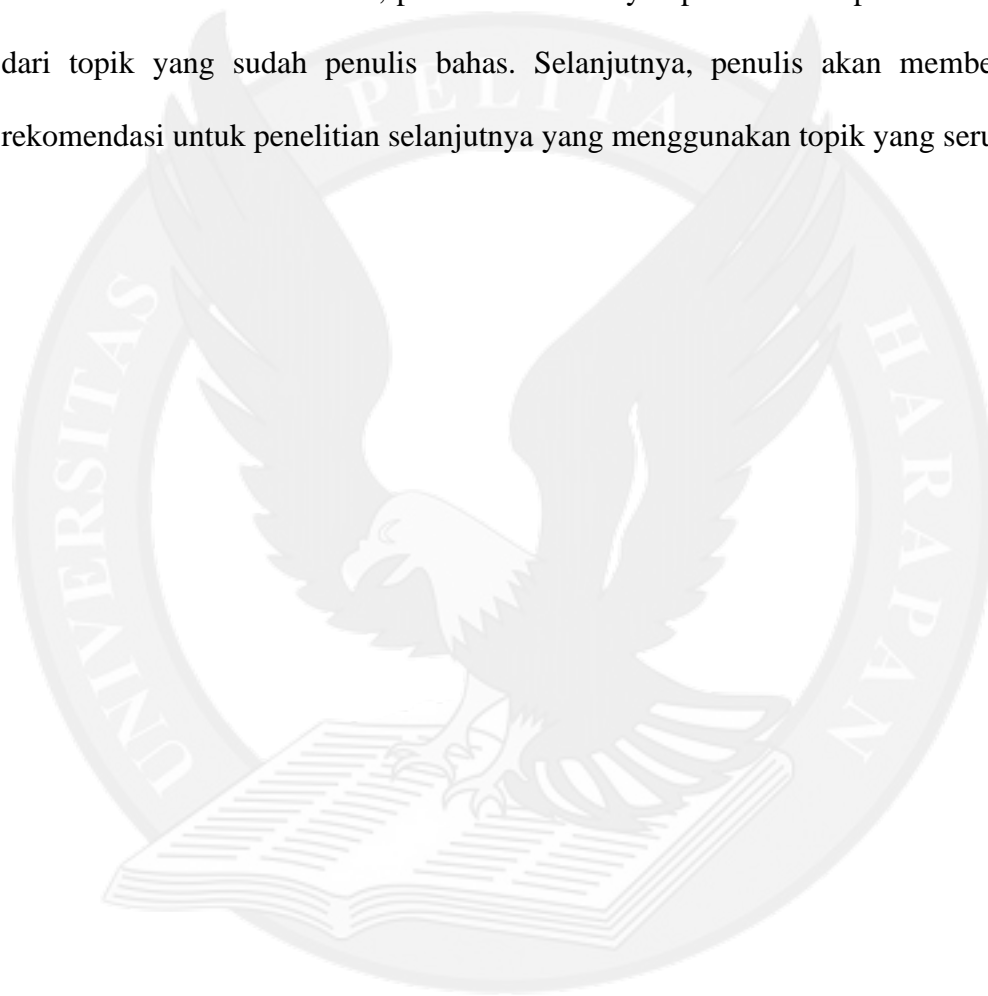 dari topik yang sudah penulis bahas. Selanjutnya, penulis akan membe
rekomendasi untuk penelitian selanjutnya yang menggunakan topik yang seru
UNIVERSITAS PELITA HARAPAN